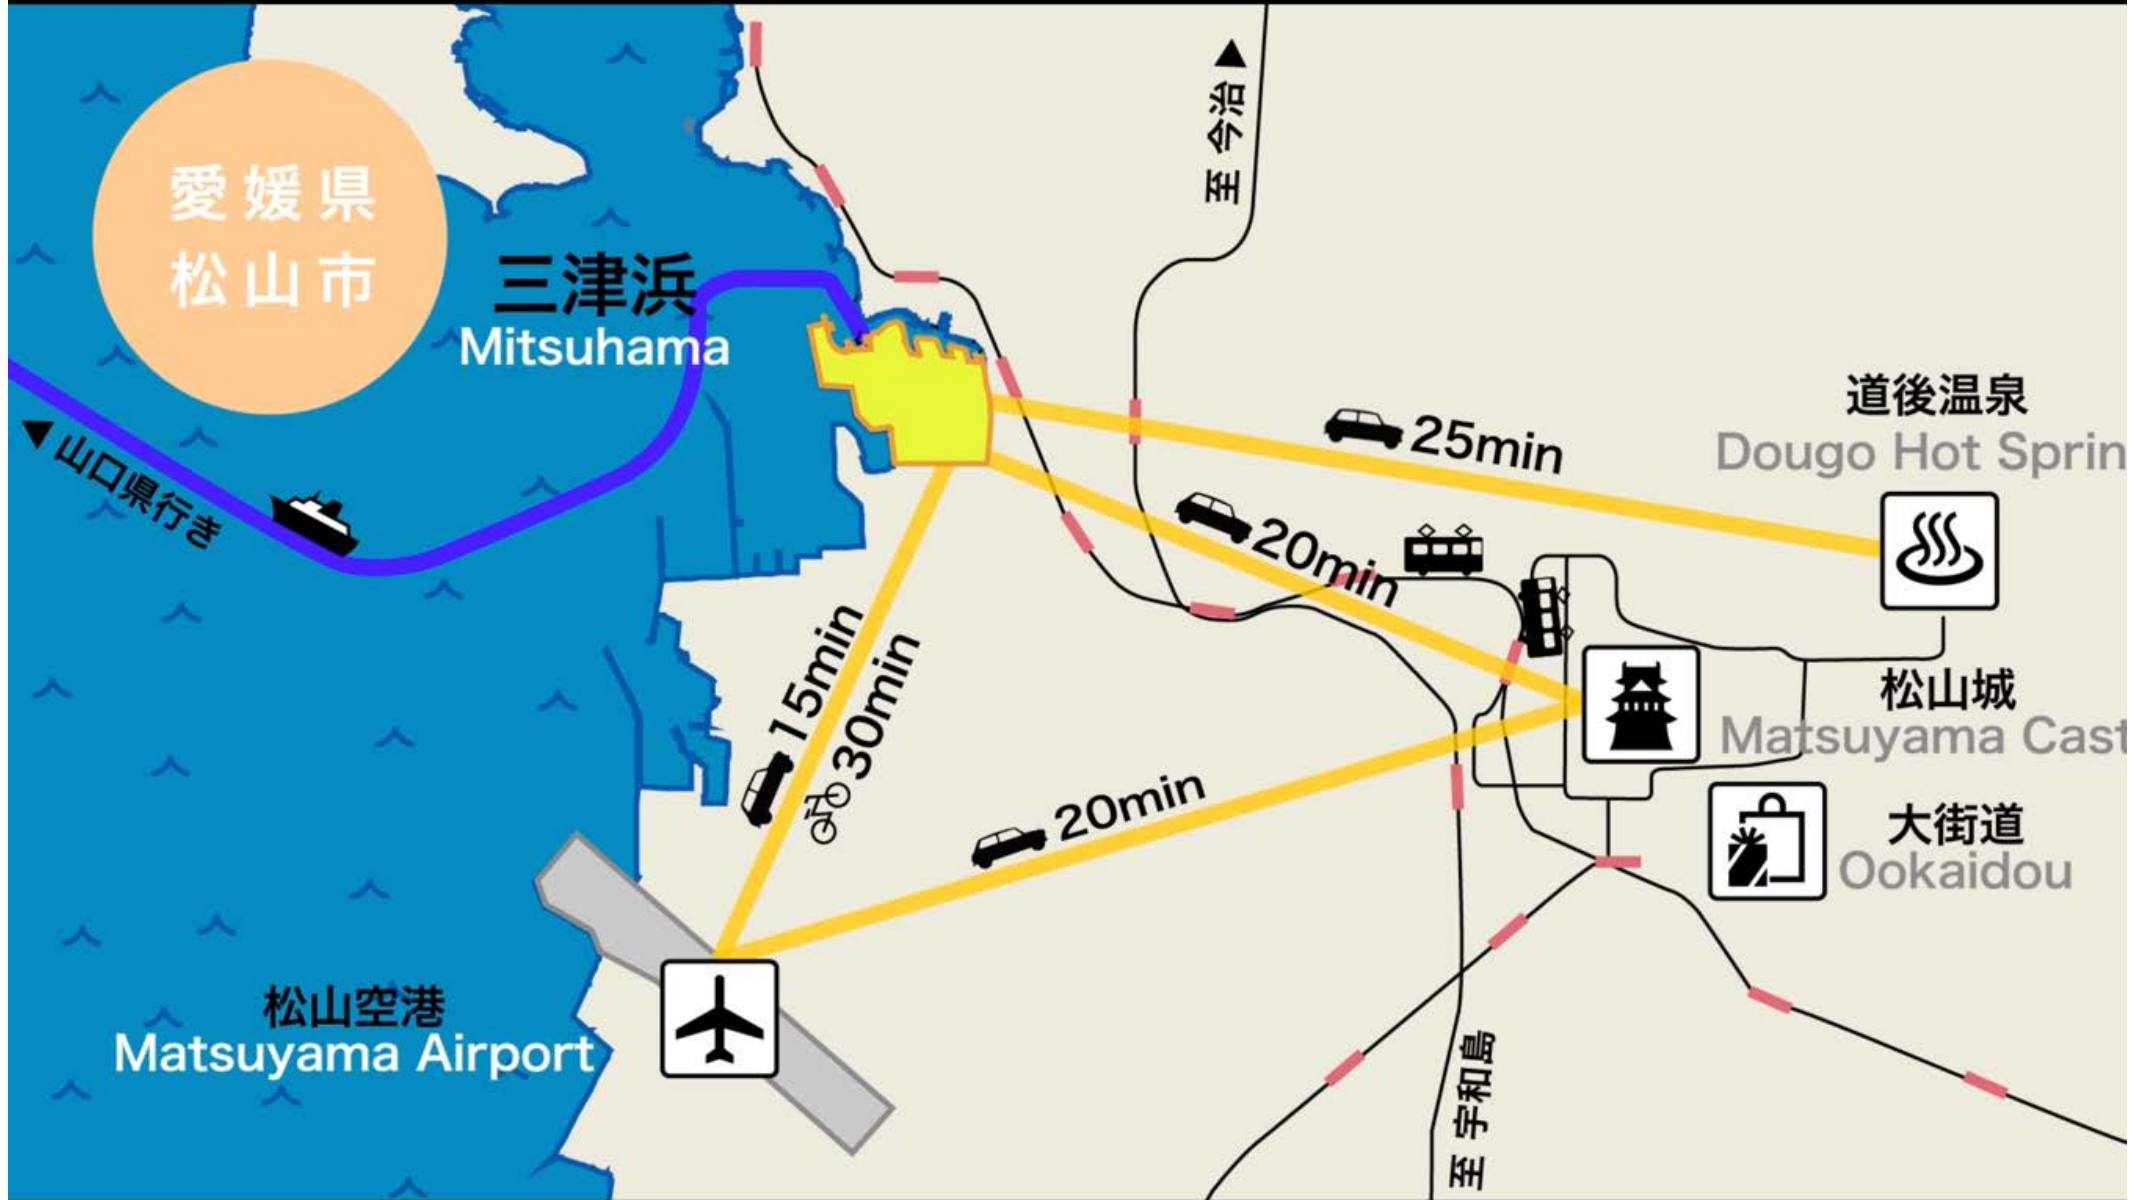 愛媛県
松山市
三津浜
Mitsuhama
至 今治▲
◀山口県行き
25min
道後温泉
Dougo Hot Sprin
20min
15min
30min
松山城
Matsuyama Cast
20min
大街道
Ookaidou
松山空港
Matsuyama Airport
至 宇和島